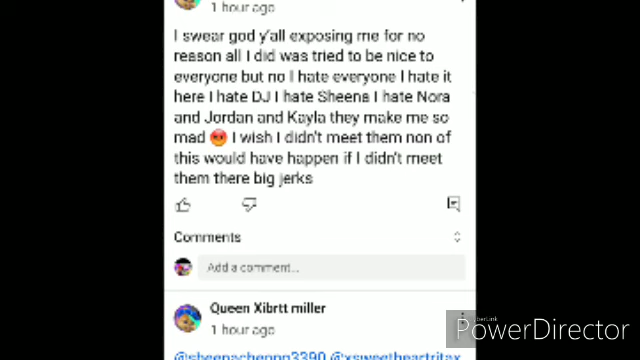 1 hour ago
I swear god y'all exposing me for no
reason all I did was tried to be nice to
everyone but no I hate everyone I hate it
here I hate DJ I hate Sheena I hate Nora
and Jordan and Kayla they make me so
mad 😡 I wish I didn't meet them non of
this would have happen if I didn't meet
them there big jerks
Comments
Add a comment...
Queen Xibrtt miller
1 hour ago
CyberLink
PowerDirector
@sheenachenng3390 @xsweetheartritax